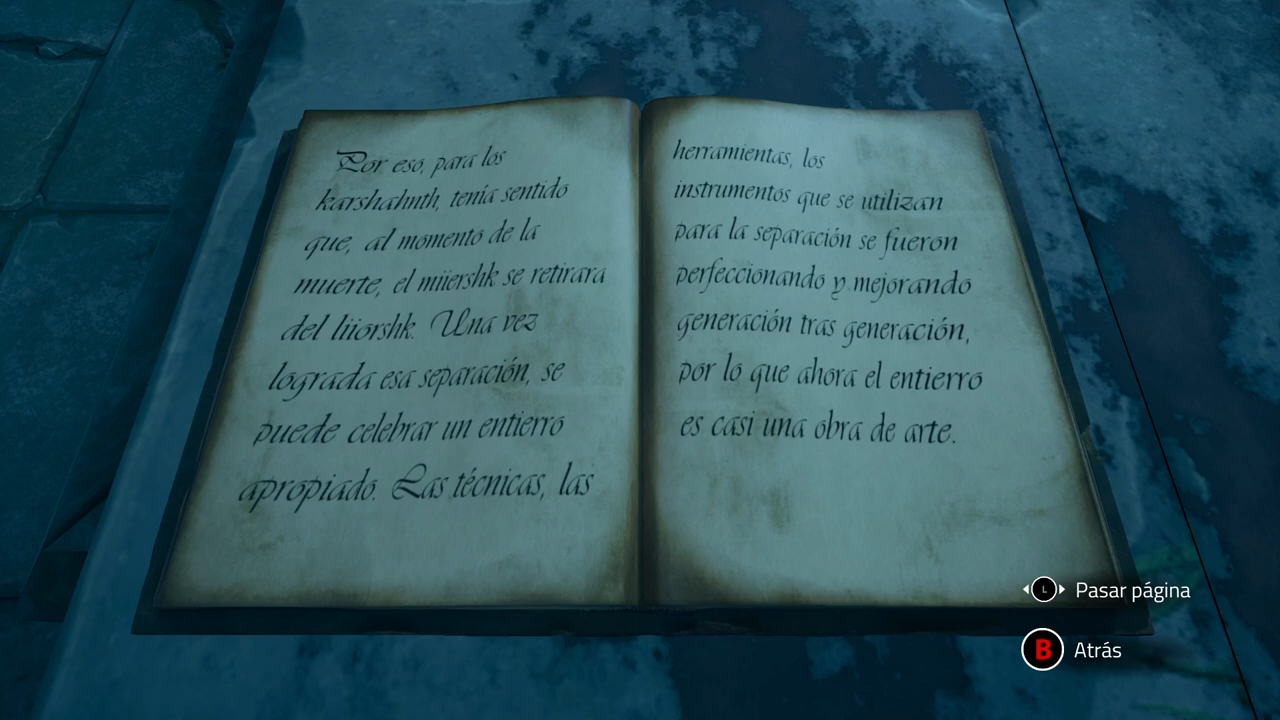 Por eso, para los
karshahnth, tenía sentido
que, al momento de la
muerte, el müershk se retirara
del liiorshk. Una vez
lograda esa separación, se
puede celebrar un entierro
apropiado. Las técnicas, las
herramientas, los
instrumentos que se utilizan
para la separación se fueron
perfeccionando y mejorando
generación tras generación,
por lo que ahora el entierro
es casi una obra de arte.
L
Pasar página
B
Atrás